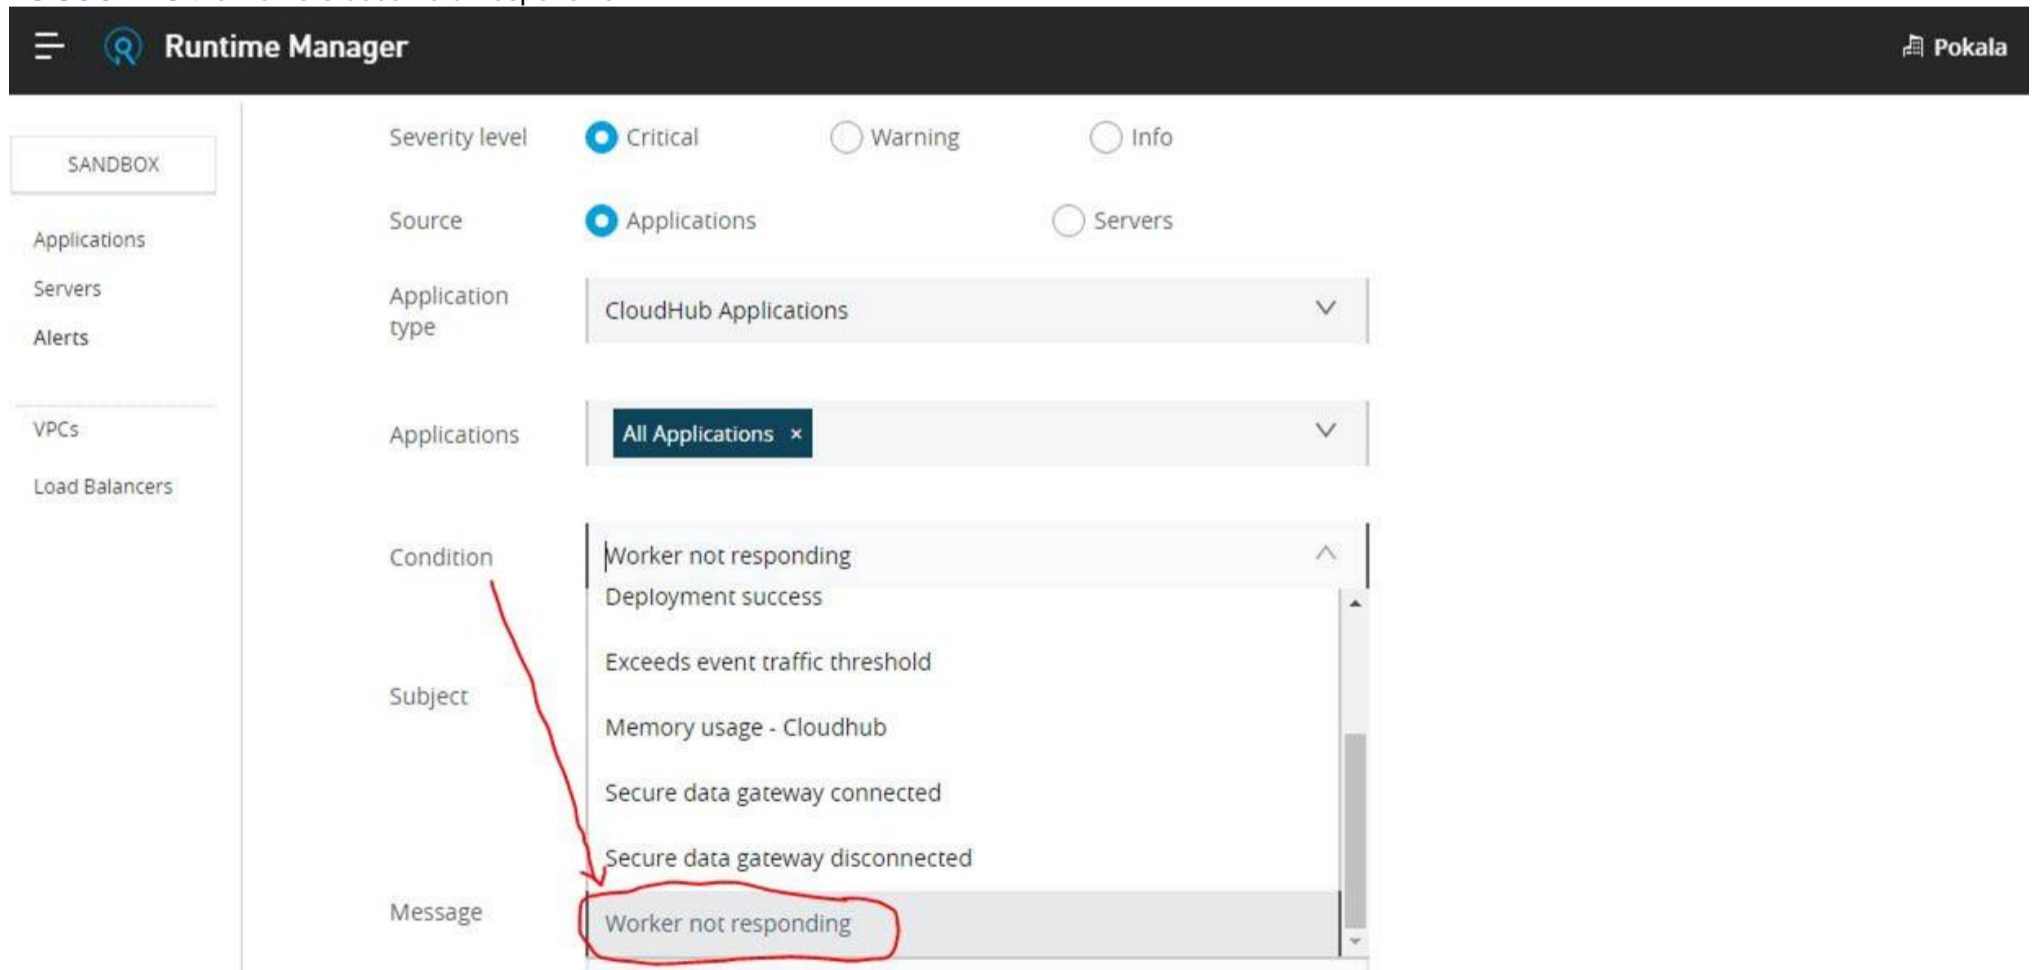 Runtime Manager
Pokala
SANDBOX
Applications
Servers
Alerts
VPCs
Load Balancers
Severity level Critical Warning Info
Source Applications Servers
Application type CloudHub Applications
Applications All Applications ×
Condition Worker not responding
Deployment success
Exceeds event traffic threshold
Subject
Memory usage - Cloudhub
Secure data gateway connected
Secure data gateway disconnected
Message Worker not responding